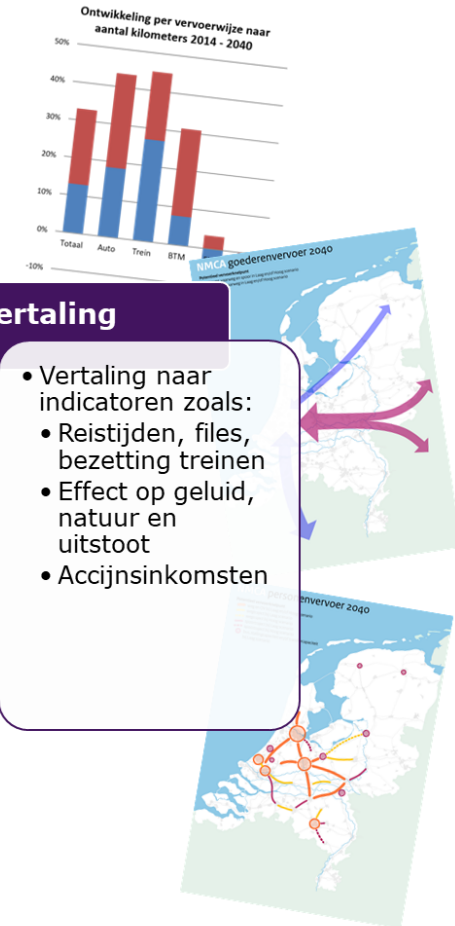 Ontwikkeling per vervoerwijze naar
aantal kilometers 2014 - 2040
50%
40%
30%
20%
10%
0%
-10%
Totaal Auto Trein BTM
NMCA goederenvervoer 2040
ertaling
• Vertaling naar
indicatoren zoals:
• Reistijden, files,
bezetting treinen
• Effect op geluid,
natuur en
uitstoot
• Accijnsinkomsten
personenvervoer 2040